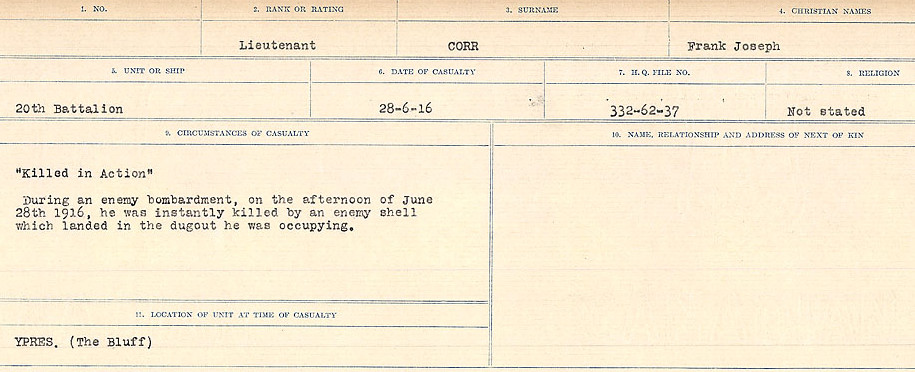 1. NO.
2. RANK OR RATING
3. SURNAME
4. CHRISTIAN NAMES
Lieutenant
CORR
Frank Joseph
5. UNIT OR SHIP
6. DATE OF CASUALTY
7. H. Q. FILE NO.
8. RELIGION
20th Battalion
28-6-16
332-62-37
Not stated
9. CIRCUMSTANCES OF CASUALTY
10. NAME, RELATIONSHIP AND ADDRESS OF NEXT OF KIN
"Killed in Action"
During an enemy bombardment, on the afternoon of June
28th 1916, he was instantly killed by an enemy shell
which landed in the dugout he was occupying.
11. LOCATION OF UNIT AT TIME OF CASUALTY
YPRES. (The Bluff)